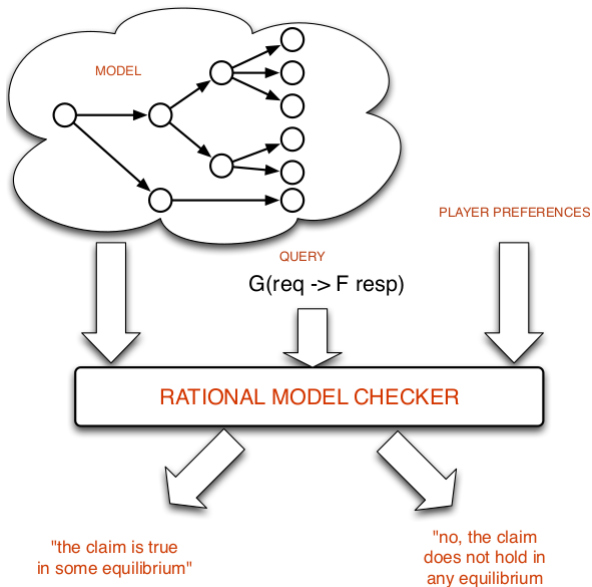 MODEL
PLAYER PREFERENCES
QUERY
G(req -> F resp)
RATIONAL MODEL CHECKER
"the claim is true
in some equilibrium"
"no, the claim
does not hold in
any equilibrium